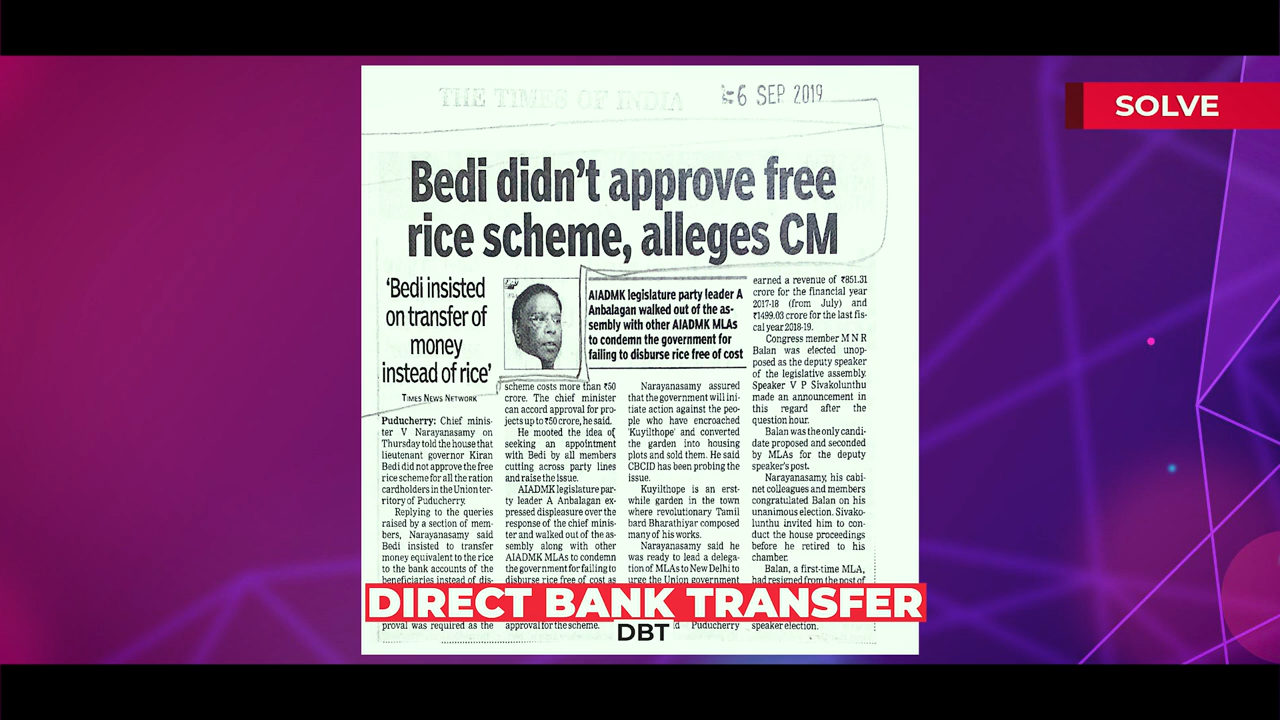 THE TIMES OF INDIA
6 SEP 2019
SOLVE
Bedi didn't approve free
rice scheme, alleges CM
'Bedi insisted
on transfer of
money
instead of rice'
TIMES NEWS NETWORK
Puducherry: Chief minis-
ter V Narayanasamy on
Thursday told the house that
lieutenant governor Kiran
Bedi did not approve the free
rice scheme for all the ration
cardholders in the Union ter-
ritory of Puducherry.
Replying to the queries
raised by a section of mem-
bers, Narayanasamy said
Bedi insisted to transfer
money equivalent to the rice
to the bank accounts of the
beneficiaries instead of dis-
proval was required as the
AIADMK legislature party leader A
Anbalagan walked out of the as-
sembly with other AIADMK MLAs
to condemn the government for
failing to disburse rice free of cost
scheme costs more than ₹50
crore. The chief minister
can accord approval for pro-
jects up to ₹50 crore, he said.
He mooted the idea of
seeking an appointment
with Bedi by all members
cutting across party lines
and raise the issue.
AIADMK legislature par-
ty leader A Anbalagan ex-
pressed displeasure over the
response of the chief minis-
ter and walked out of the as-
sembly along with other
AIADMK MLAs to condemn
the government for failing to
disburse rice free of cost as
approval for the scheme.
Narayanasamy assured
that the government will ini-
tiate action against the peo-
ple who have encroached
'Kuyilthope' and converted
the garden into housing
plots and sold them. He said
CBCID has been probing the
issue.
Kuyilthope is an erst-
while garden in the town
where revolutionary Tamil
bard Bharathiyar composed
many of his works.
Narayanasamy said he
was ready to lead a delega-
tion of MLAs to New Delhi to
urge the Union government
Puducherry
earned a revenue of ₹851.31
crore for the financial year
2017-18 (from July) and
₹1499.03 crore for the last fis-
cal year 2018-19.
Congress member M N R
Balan was elected unop-
posed as the deputy speaker
of the legislative assembly.
Speaker V P Sivakolunthu
made an announcement in
this regard after the
question hour.
Balan was the only candi-
date proposed and seconded
by MLAs for the deputy
speaker's post.
Narayanasamy, his cabi-
net colleagues and members
congratulated Balan on his
unanimous election. Sivako-
lunthu invited him to con-
duct the house proceedings
before he retired to his
chamber.
Balan, a first-time MLA,
had resigned from the post of
speaker election.
DIRECT BANK TRANSFER
DBT